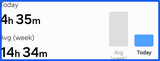 Today
4h 35m
Avg (week)
14h 34m
Avg
(week)
Today